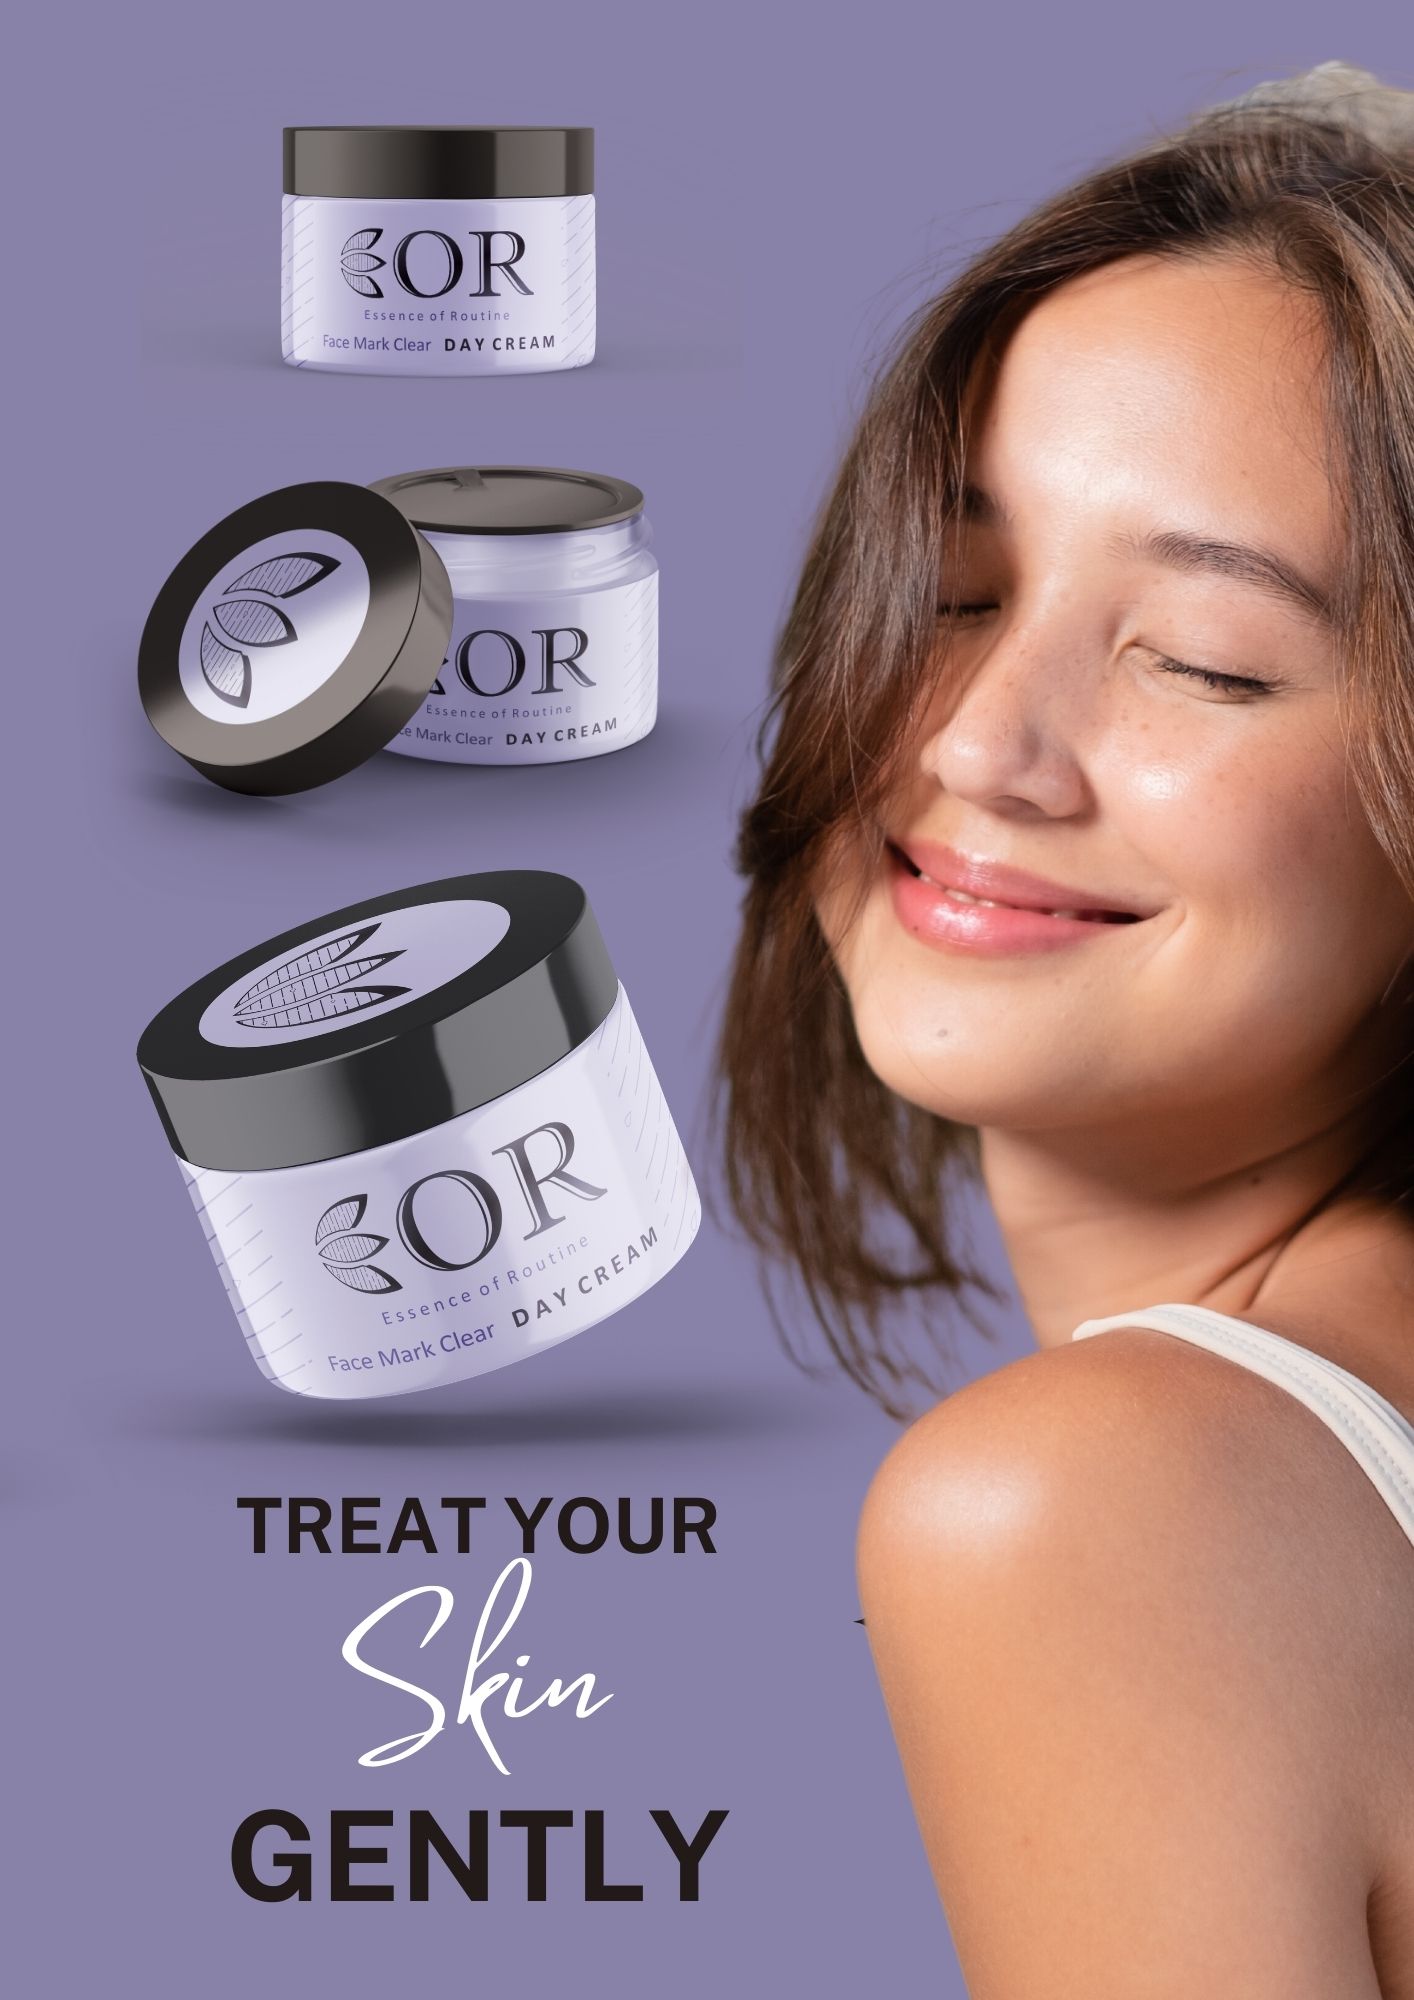 EOR
Essence of Routine
Face Mark Clear DAY CREAM
OR
Essence of Routine
ce Mark Clear DAY CREAM
EOR
Essence of Routine
Face Mark Clear DAY CREAM
TREAT YOUR
Skin
GENTLY